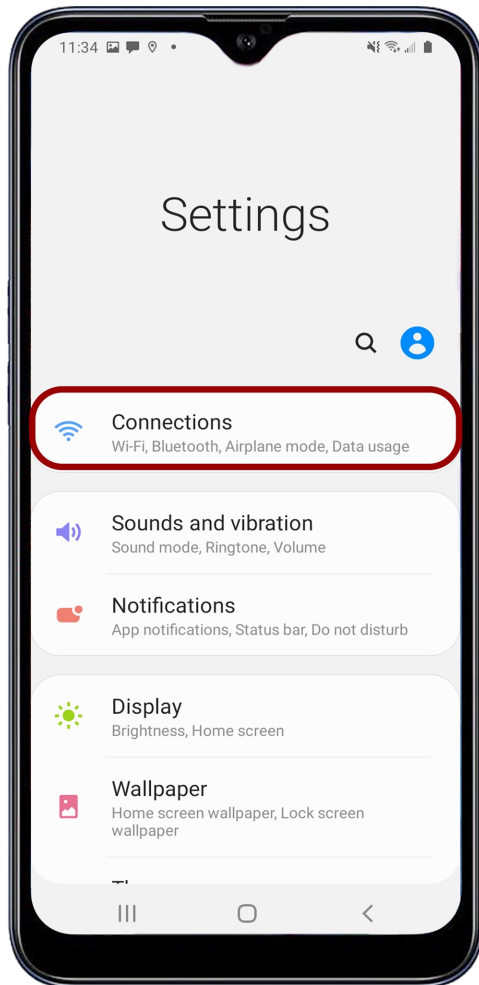 11:34
Settings
Connections
Wi-Fi, Bluetooth, Airplane mode, Data usage
Sounds and vibration
Sound mode, Ringtone, Volume
Notifications
App notifications, Status bar, Do not disturb
Display
Brightness, Home screen
Wallpaper
Home screen wallpaper, Lock screen
wallpaper